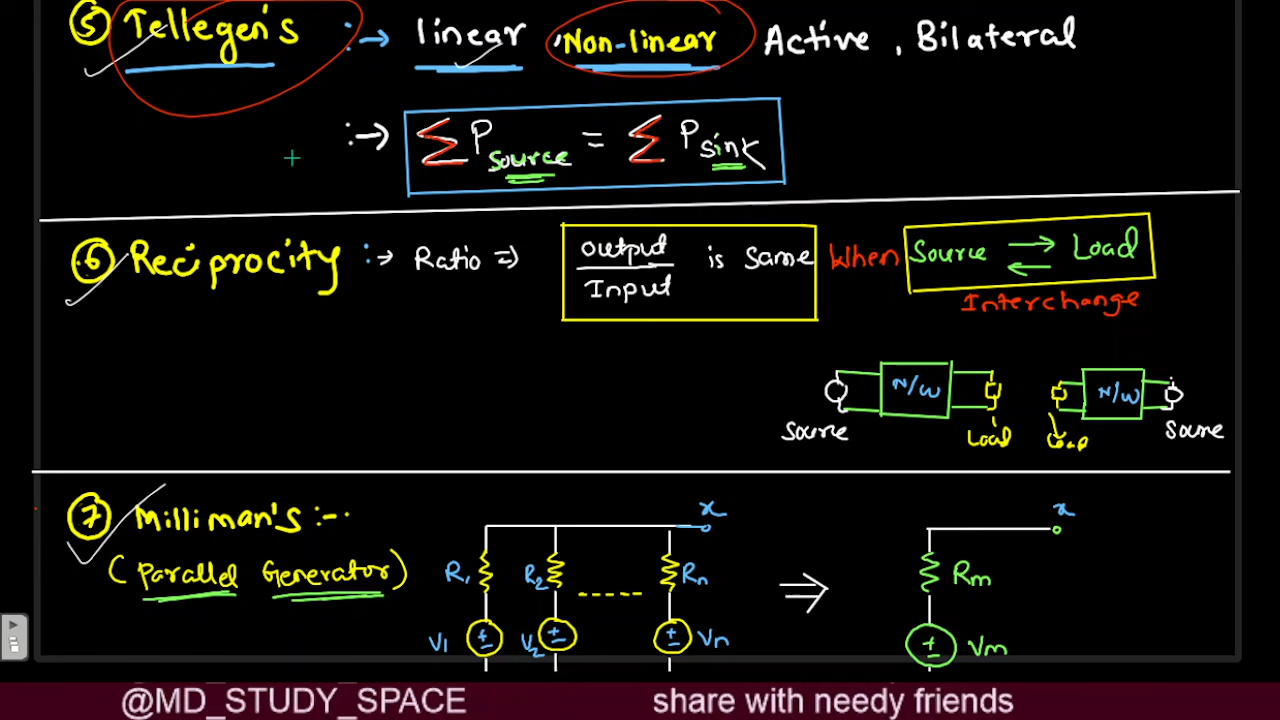 ⑤ Tellegen's :→ linear, Non-linear Active, Bilateral
:→ ∑ P source = ∑ P sink
⑥ Reciprocity :→ Ratio ⇒ Output / Input is same When Source ⇄ Load
Interchange
N/W N/W
Source Load Load Source
⑦ Milliman's :-
(Parallel Generator)
x x
R1 R2 ------ Rn ⇒ Rm
V1 V2 Vn Vm
@MD_STUDY_SPACE share with needy friends